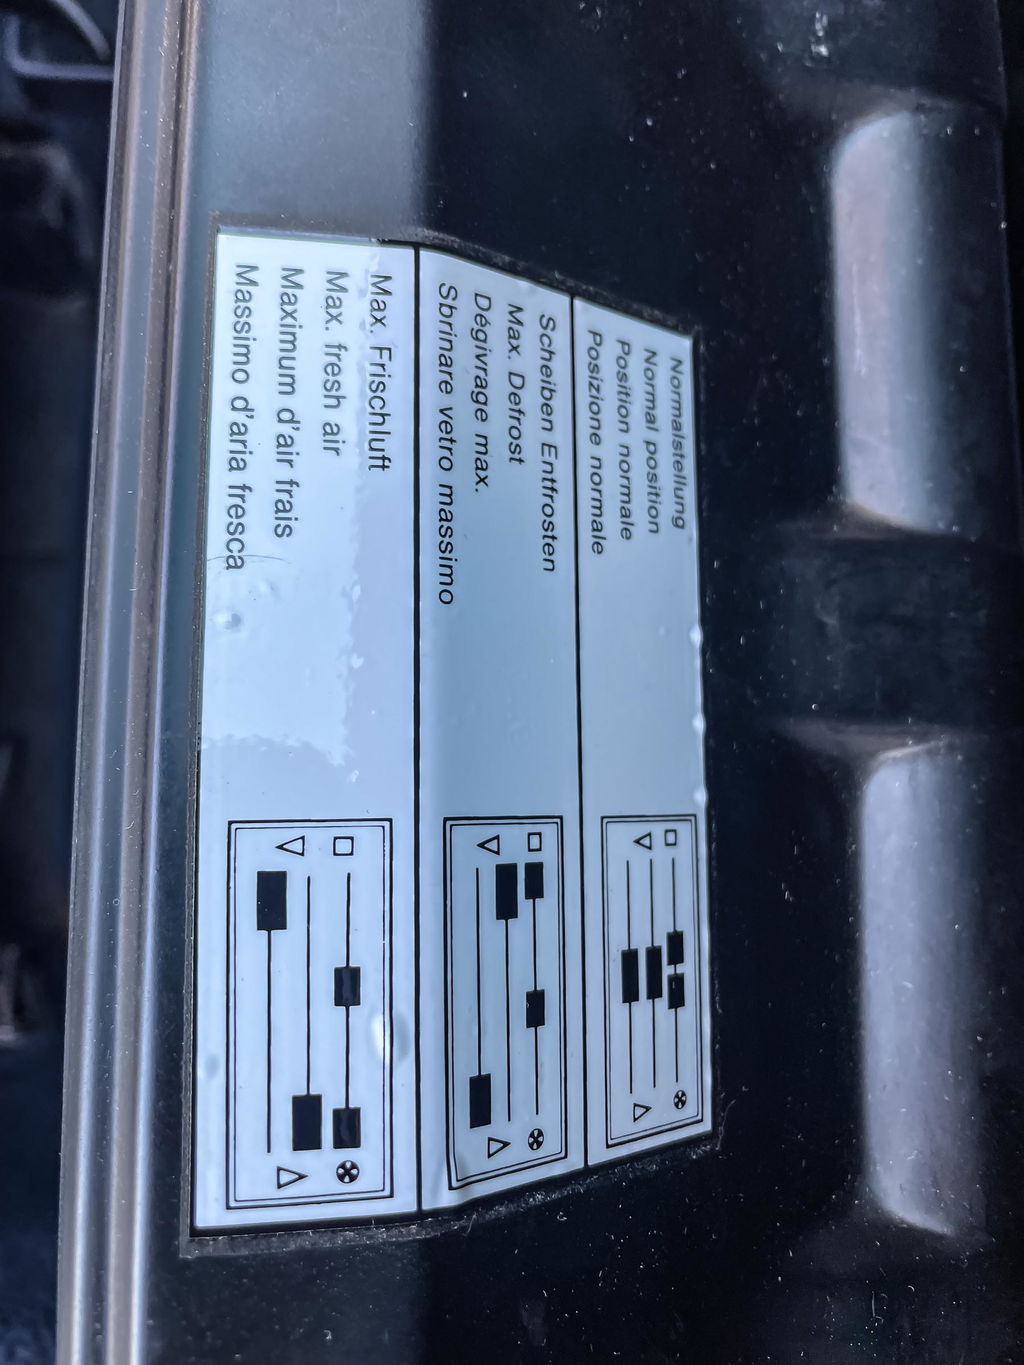 Normalstellung
Normal position
Position normale
Posizione normale
Scheiben Entfrosten
Max. Defrost
Dégivrage max.
Sbrinare vetro massimo
Max. Frischluft
Max. fresh air
Maximum d'air frais
Massimo d'aria fresca